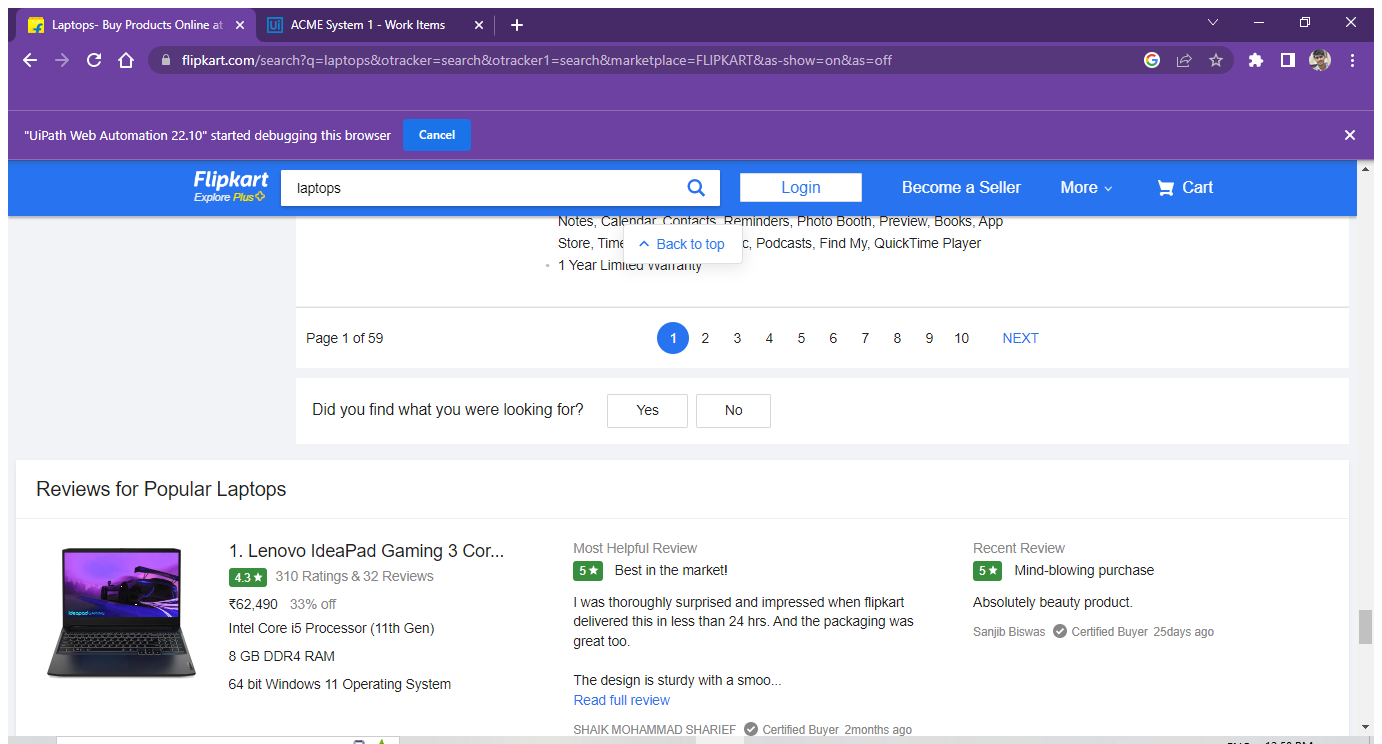 Laptops- Buy Products Online at
ACME System 1 - Work Items
flipkart.com/search?q=laptops&otracker=search&otracker1=search&marketplace=FLIPKART&as-show=on&as=off
"UiPath Web Automation 22.10" started debugging this browser Cancel
Flipkart
Explore Plus
laptops
Login
Become a Seller
More
Cart
Notes, Calendar, Contacts, Reminders, Photo Booth, Preview, Books, App
Store, Time c, Podcasts, Find My, QuickTime Player
Back to top
1 Year Limited Warranty
Page 1 of 59
1 2 3 4 5 6 7 8 9 10 NEXT
Did you find what you were looking for? Yes No
Reviews for Popular Laptops
1. Lenovo IdeaPad Gaming 3 Cor...
4.3★ 310 Ratings & 32 Reviews
₹62,490 33% off
Intel Core i5 Processor (11th Gen)
8 GB DDR4 RAM
64 bit Windows 11 Operating System
Most Helpful Review
5★ Best in the market!
I was thoroughly surprised and impressed when flipkart
delivered this in less than 24 hrs. And the packaging was
great too.
The design is sturdy with a smoo...
Read full review
SHAIK MOHAMMAD SHARIEF Certified Buyer 2months ago
Recent Review
5★ Mind-blowing purchase
Absolutely beauty product.
Sanjib Biswas Certified Buyer 25days ago